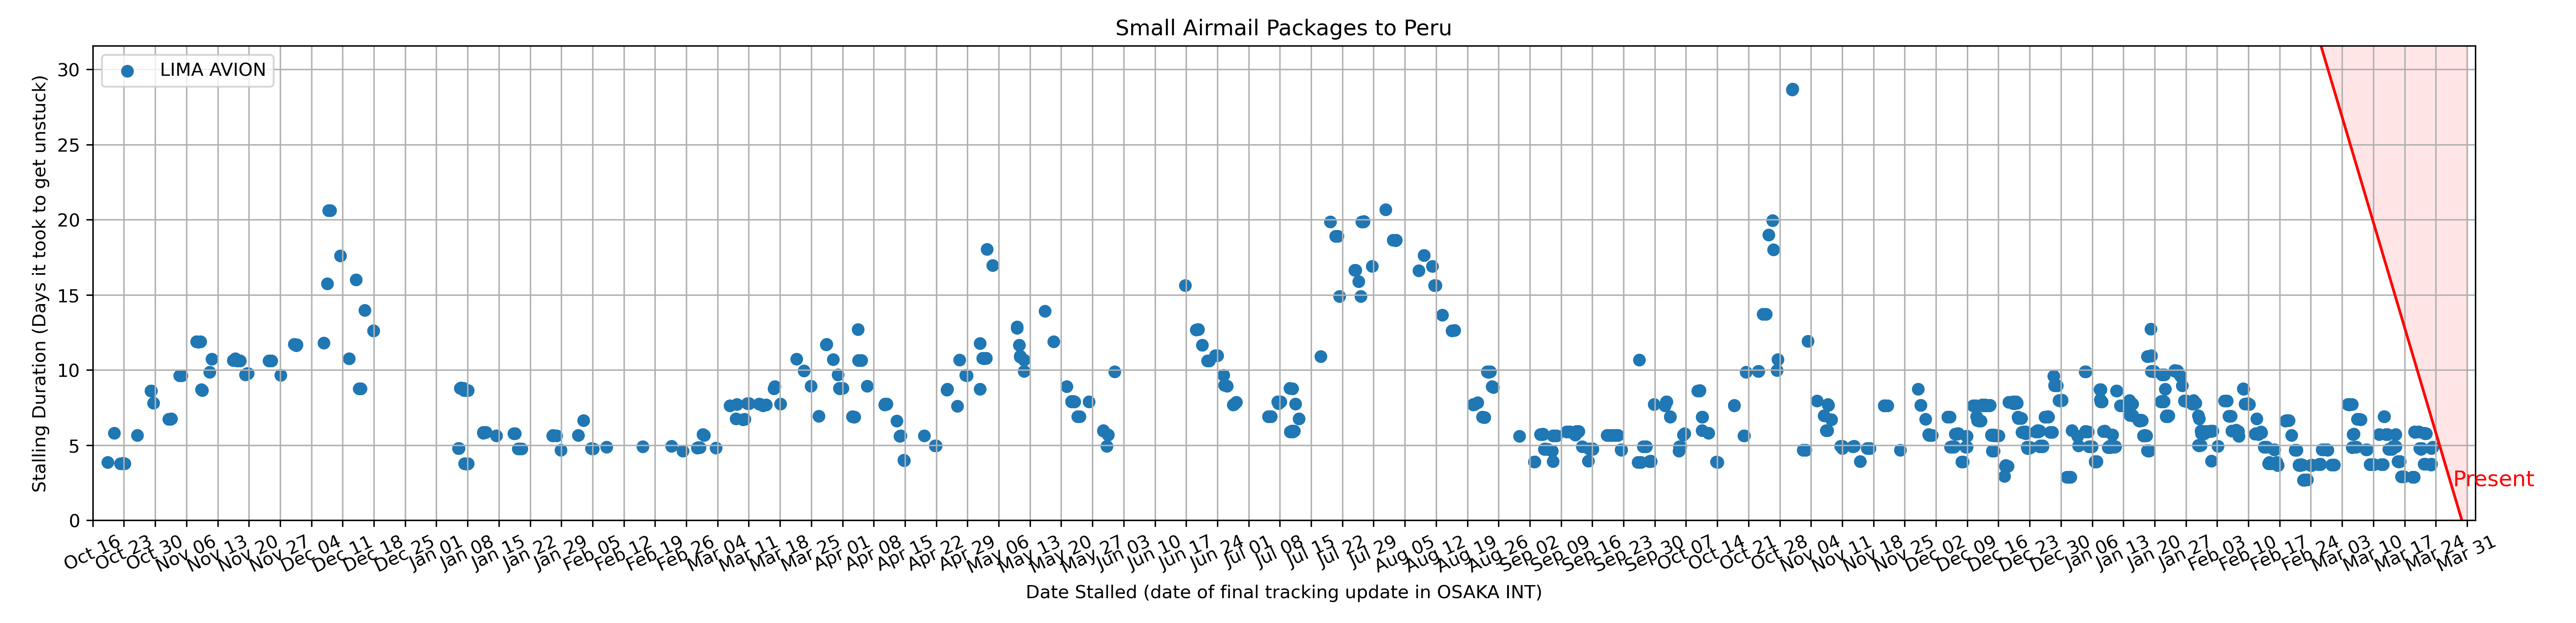 Small Airmail Packages to Peru
LIMA AVION
Stalling Duration (Days it took to get unstuck)
30
25
20
15
10
5
0
Present
Oct 16
Oct 23
Oct 30
Nov 06
Nov 13
Nov 20
Nov 27
Dec 04
Dec 11
Dec 18
Dec 25
Jan 01
Jan 08
Jan 15
Jan 22
Jan 29
Feb 05
Feb 12
Feb 19
Feb 26
Mar 04
Mar 11
Mar 18
Mar 25
Apr 01
Apr 08
Apr 15
Apr 22
Apr 29
May 06
May 13
May 20
May 27
Jun 03
Jun 10
Jun 17
Jun 24
Jul 01
Jul 08
Jul 15
Jul 22
Jul 29
Aug 05
Aug 12
Aug 19
Aug 26
Sep 02
Sep 09
Sep 16
Sep 23
Sep 30
Oct 07
Oct 14
Oct 21
Oct 28
Nov 04
Nov 11
Nov 18
Nov 25
Dec 02
Dec 09
Dec 16
Dec 23
Dec 30
Jan 06
Jan 13
Jan 20
Jan 27
Feb 03
Feb 10
Feb 17
Feb 24
Mar 03
Mar 10
Mar 17
Mar 24
Mar 31
Date Stalled (date of final tracking update in OSAKA INT)